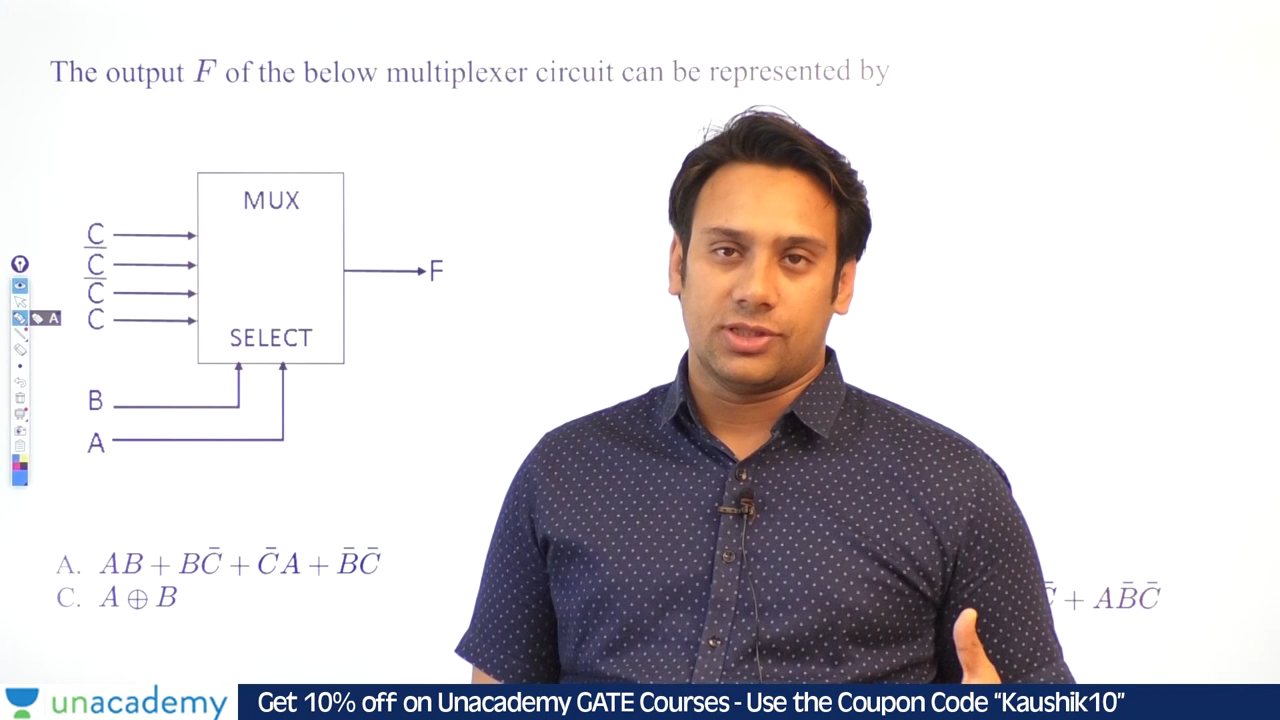 The output F of the below multiplexer circuit can be represented by
MUX
C
C̅
C̅
C
F
SELECT
B
A
A
A. AB + BC̄ + C̄A + B̄C̄
C. A ⊕ B
+ AB̄C̄
unacademy
Get 10% off on Unacademy GATE Courses - Use the Coupon Code “Kaushik10”